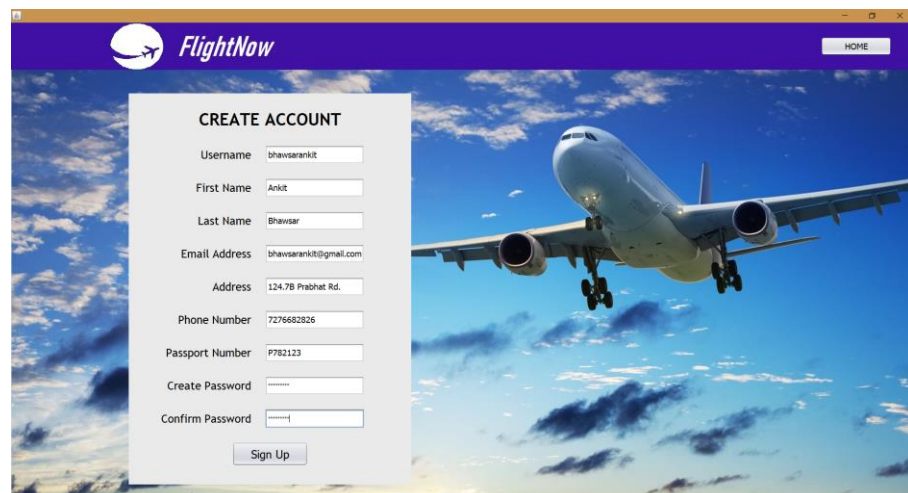 FlightNow
HOME
CREATE ACCOUNT
Username bhawsarankit
First Name Ankit
Last Name Bhawsar
Email Address bhawsarankit@gmail.com
Address 124.7B Prabhat Rd.
Phone Number 7276682826
Passport Number P782123
Create Password *********
Confirm Password *********
Sign Up